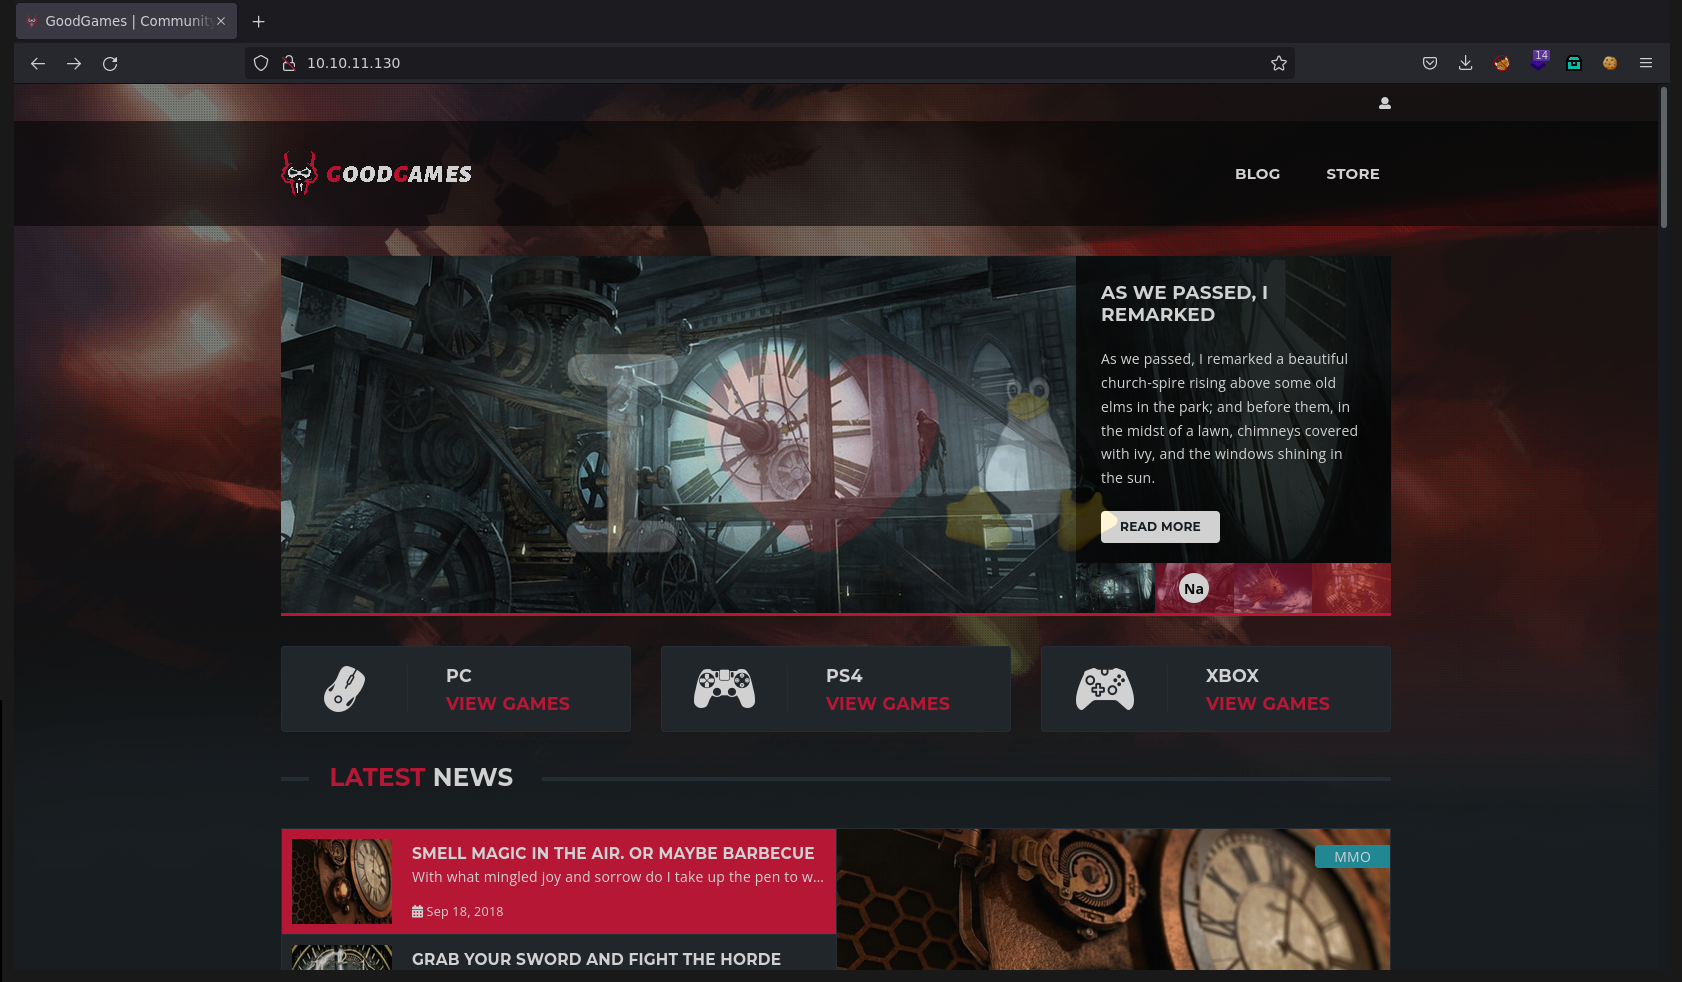 GoodGames | Community
14
10.10.11.130
GOODGAMES
BLOG
STORE
AS WE PASSED, I
REMARKED
As we passed, I remarked a beautiful
church-spire rising above some old
elms in the park; and before them, in
the midst of a lawn, chimneys covered
with ivy, and the windows shining in
the sun.
READ MORE
I
Na
PC
VIEW GAMES
PS4
VIEW GAMES
XBOX
VIEW GAMES
LATEST NEWS
SMELL MAGIC IN THE AIR. OR MAYBE BARBECUE
With what mingled joy and sorrow do I take up the pen to w...
Sep 18, 2018
MMO
GRAB YOUR SWORD AND FIGHT THE HORDE